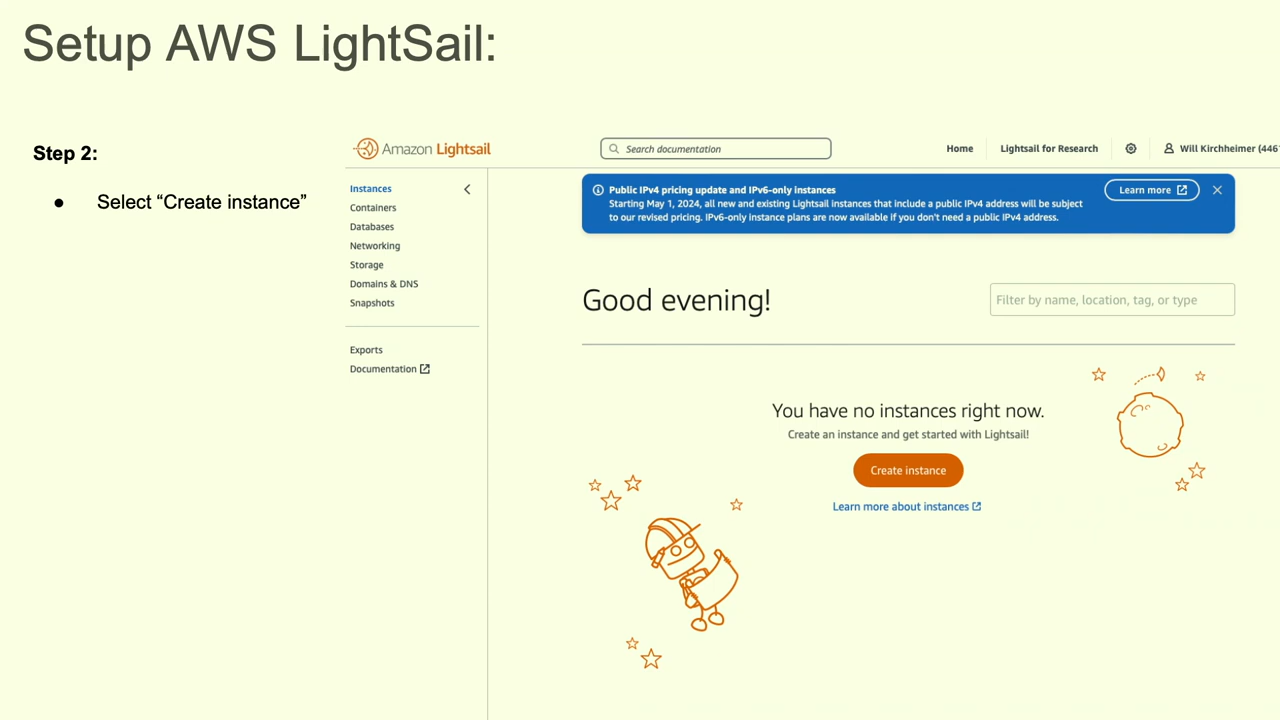 Setup AWS LightSail:
Step 2:
● Select “Create instance”
Amazon Lightsail
Search documentation
Home
Lightsail for Research
Will Kirchheimer (446
Instances
Containers
Databases
Networking
Storage
Domains & DNS
Snapshots
Exports
Documentation
Public IPv4 pricing update and IPv6-only instances
Starting May 1, 2024, all new and existing Lightsail instances that include a public IPv4 address will be subject
to our revised pricing. IPv6-only instance plans are now available if you don't need a public IPv4 address.
Learn more
Good evening!
Filter by name, location, tag, or type
You have no instances right now.
Create an instance and get started with Lightsail!
Create instance
Learn more about instances